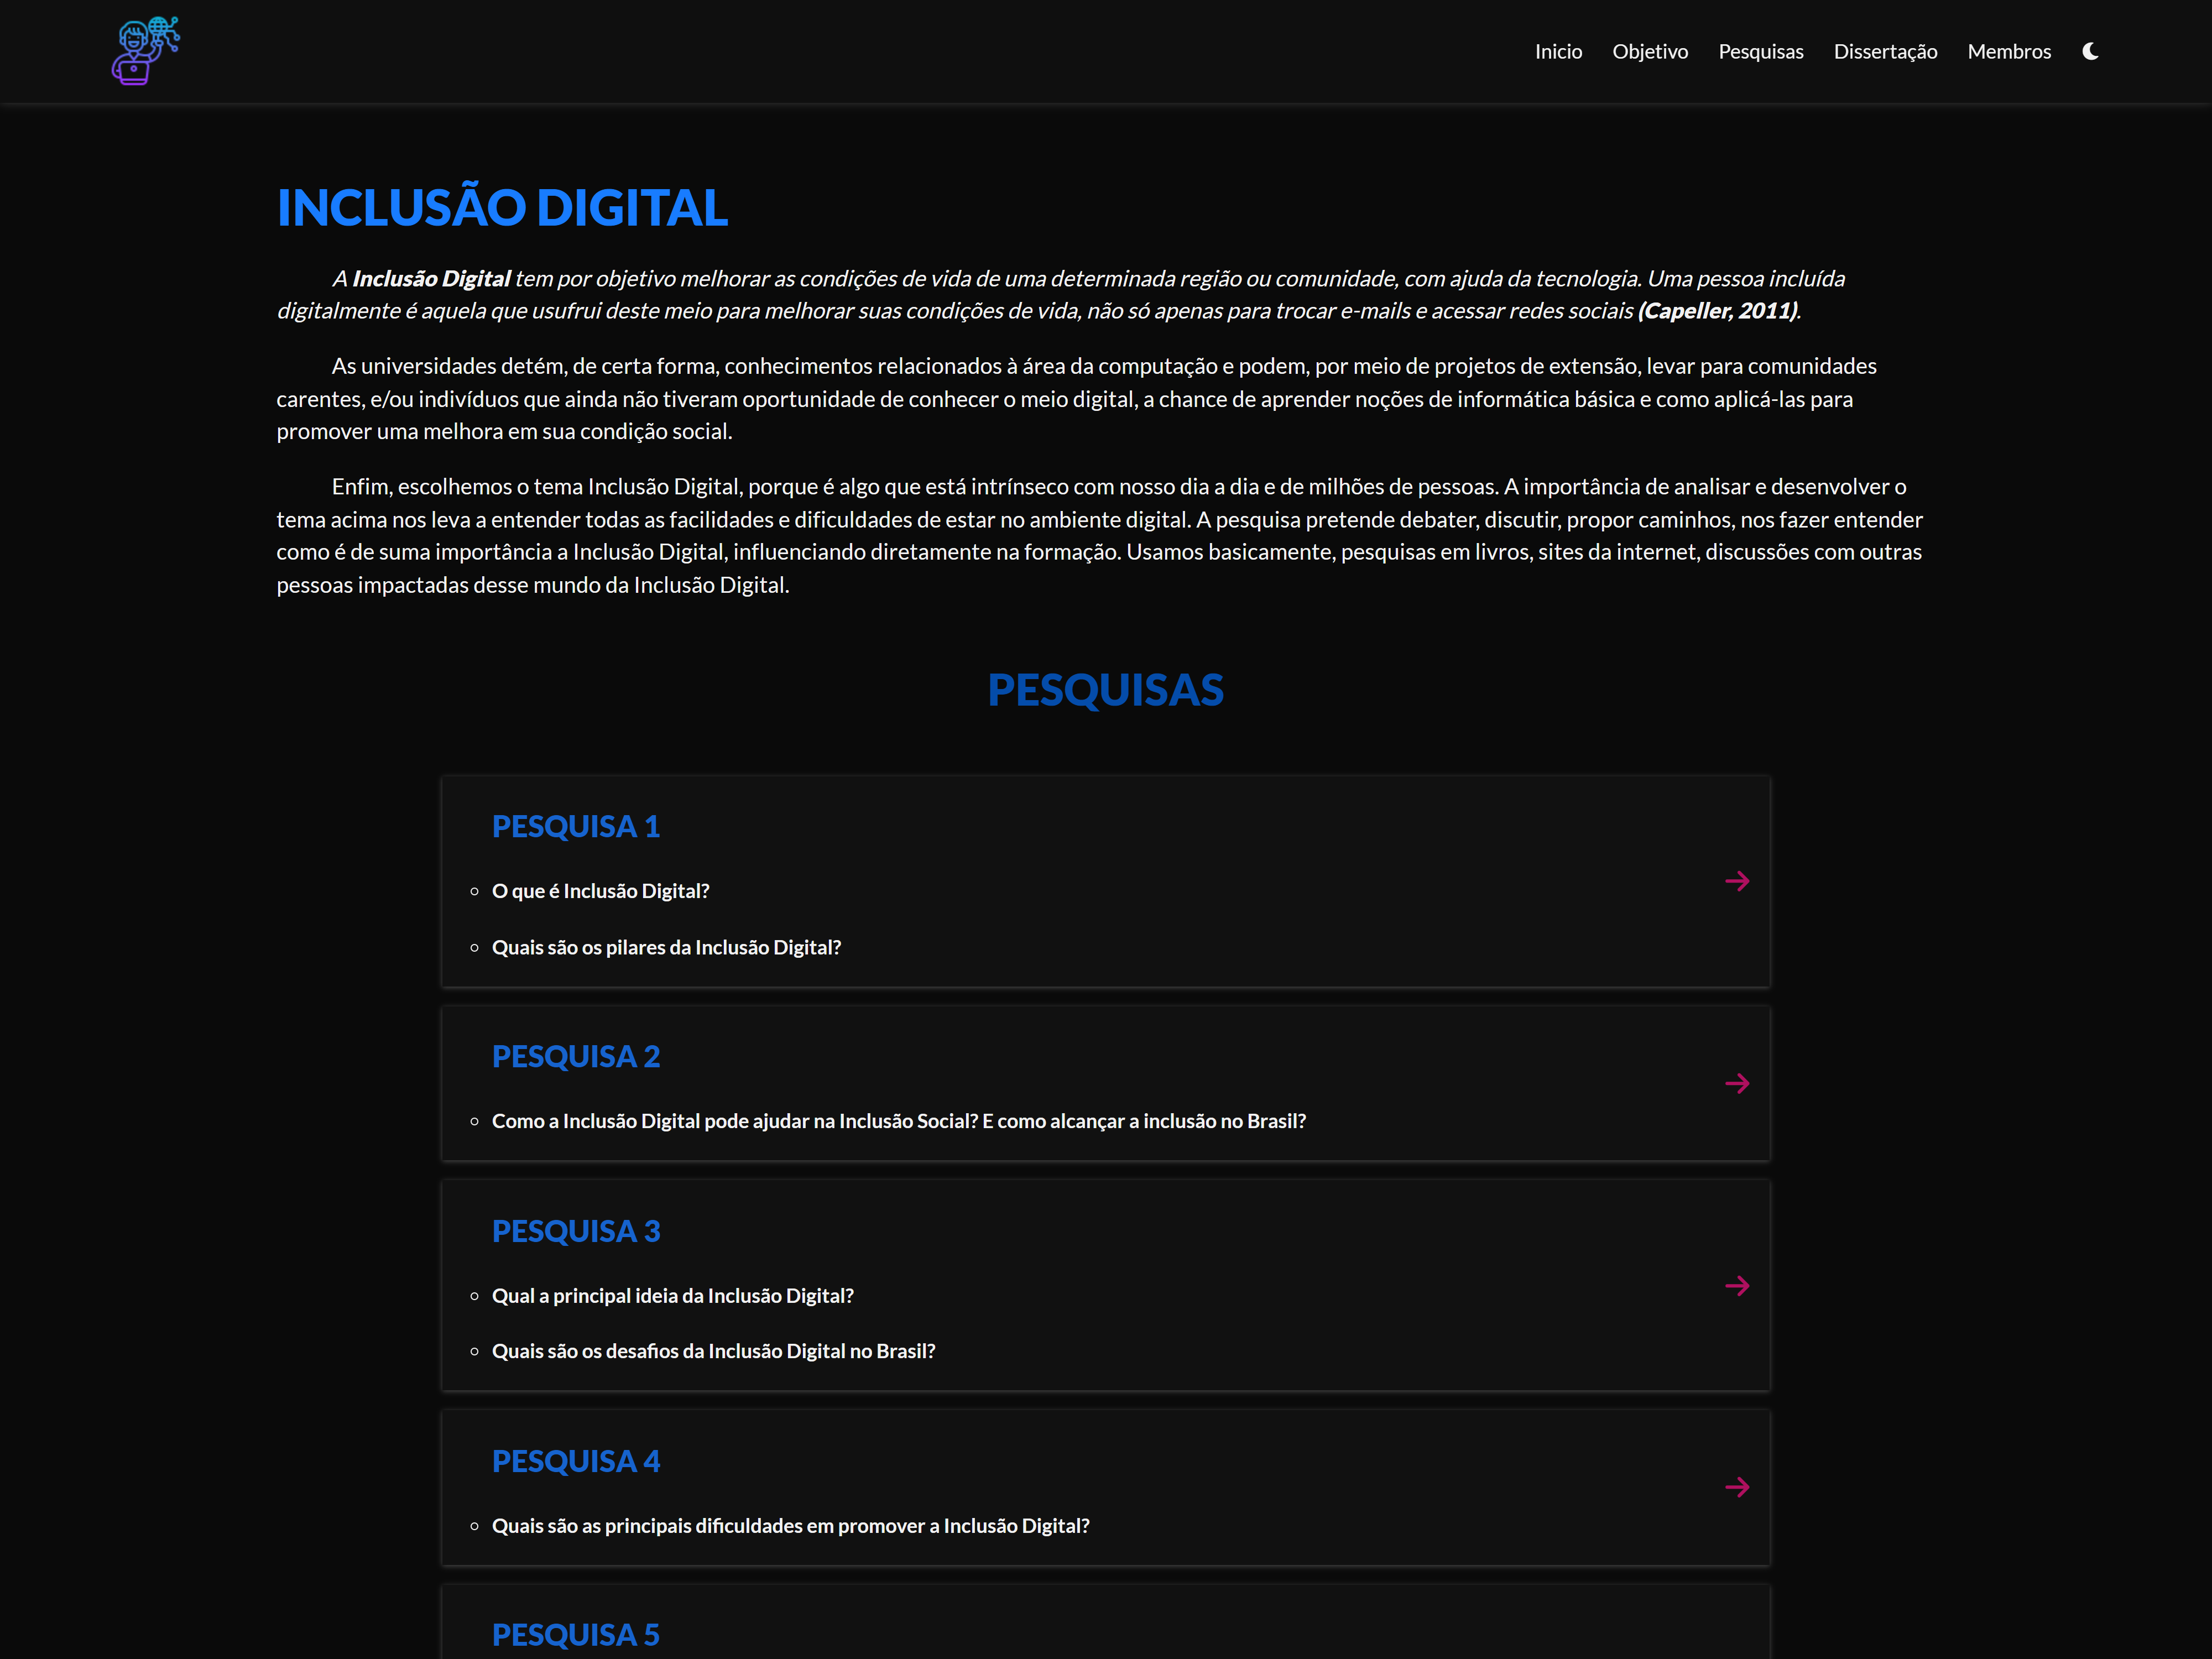 Inicio Objetivo Pesquisas Dissertação Membros
INCLUSÃO DIGITAL
A Inclusão Digital tem por objetivo melhorar as condições de vida de uma determinada região ou comunidade, com ajuda da tecnologia. Uma pessoa incluída
digitalmente é aquela que usufrui deste meio para melhorar suas condições de vida, não só apenas para trocar e-mails e acessar redes sociais (Capeller, 2011).
As universidades detém, de certa forma, conhecimentos relacionados à área da computação e podem, por meio de projetos de extensão, levar para comunidades
carentes, e/ou indivíduos que ainda não tiveram oportunidade de conhecer o meio digital, a chance de aprender noções de informática básica e como aplicá-las para
promover uma melhora em sua condição social.
Enfim, escolhemos o tema Inclusão Digital, porque é algo que está intrínseco com nosso dia a dia e de milhões de pessoas. A importância de analisar e desenvolver o
tema acima nos leva a entender todas as facilidades e dificuldades de estar no ambiente digital. A pesquisa pretende debater, discutir, propor caminhos, nos fazer entender
como é de suma importância a Inclusão Digital, influenciando diretamente na formação. Usamos basicamente, pesquisas em livros, sites da internet, discussões com outras
pessoas impactadas desse mundo da Inclusão Digital.
PESQUISAS
PESQUISA 1
O que é Inclusão Digital?
Quais são os pilares da Inclusão Digital?
PESQUISA 2
Como a Inclusão Digital pode ajudar na Inclusão Social? E como alcançar a inclusão no Brasil?
PESQUISA 3
Qual a principal ideia da Inclusão Digital?
Quais são os desafios da Inclusão Digital no Brasil?
PESQUISA 4
Quais são as principais dificuldades em promover a Inclusão Digital?
PESQUISA 5